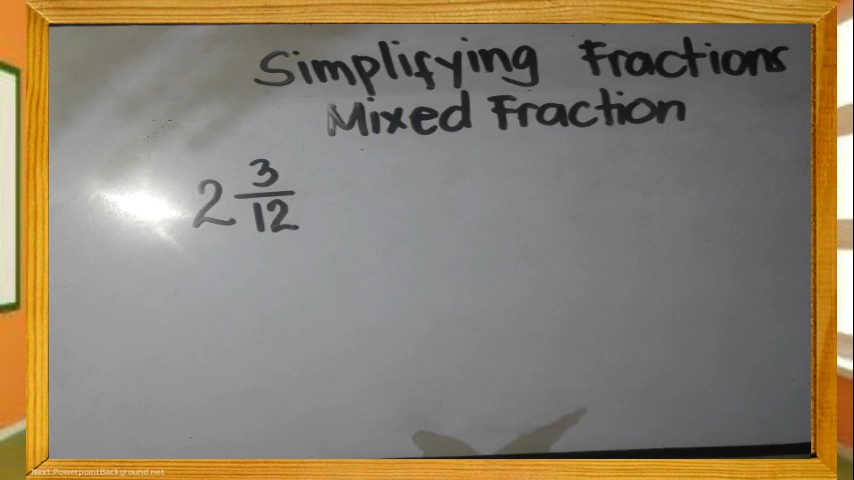 Simplifying Fractions
Mixed Fraction
2 3/12
Next.PowerpointBackground.net